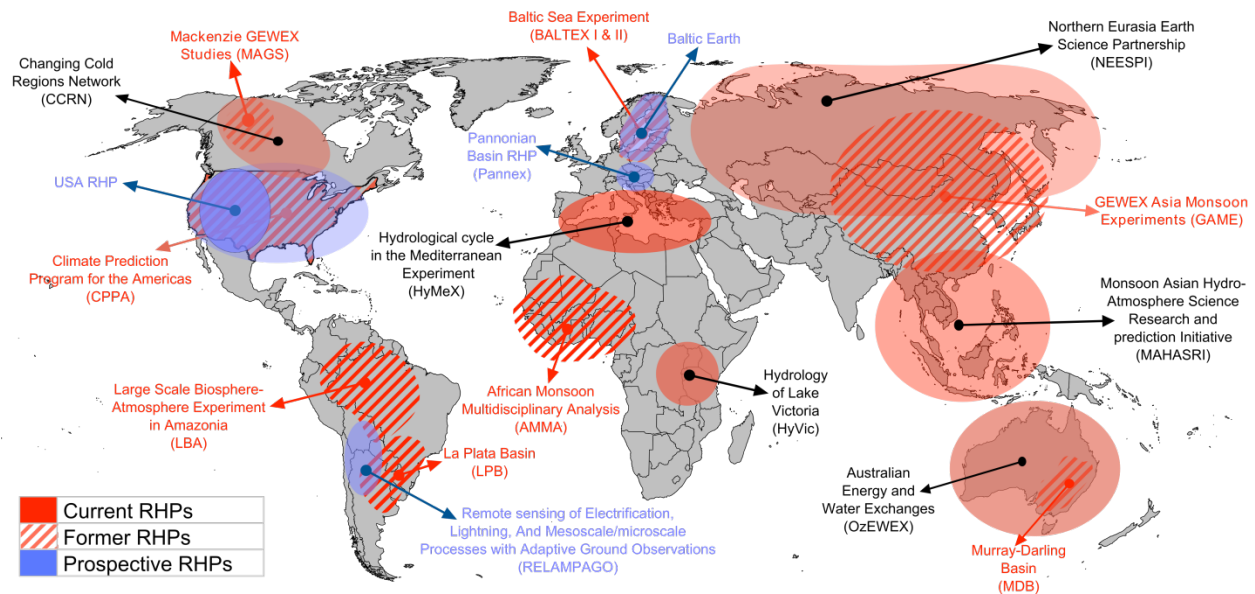 Mackenzie GEWEX
Studies (MAGS)
Changing Cold
Regions Network
(CCRN)
USA RHP
Climate Prediction
Program for the Americas
(CPPA)
Baltic Sea Experiment
(BALTEX I & II)
Baltic Earth
Pannonian
Basin RHP
(Pannex)
Northern Eurasia Earth
Science Partnership
(NEESPI)
GEWEX Asia Monsoon
Experiments (GAME)
Hydrological cycle
in the Mediterranean
Experiment
(HyMeX)
Monsoon Asian Hydro-
Atmosphere Science
Research and
prediction Initiative
(MAHASRI)
Large Scale Biosphere-
Atmosphere Experiment
in Amazonia
(LBA)
African Monsoon
Multidisciplinary Analysis
(AMMA)
Hydrology
of Lake
Victoria
(HyVic)
La Plata Basin
(LPB)
Remote sensing of Electrification,
Lightning, And Mesoscale/microscale
Processes with Adaptive Ground Observations
(RELAMPAGO)
Australian
Energy and
Water Exchanges
(OzEWEX)
Murray-Darling
Basin
(MDB)
Current RHPs
Former RHPs
Prospective RHPs